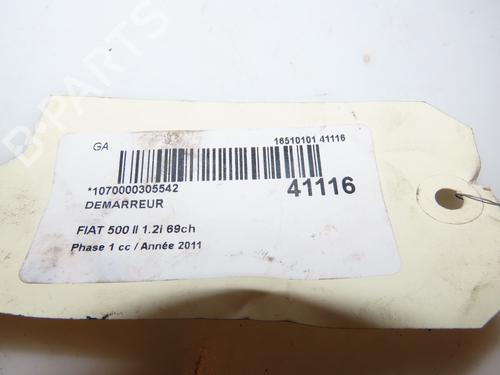 GA
16510101 41116
*1070000305542
41116
DEMARREUR
FIAT 500 II 1.2i 69ch
Phase 1 cc / Année 2011
B-PARTS